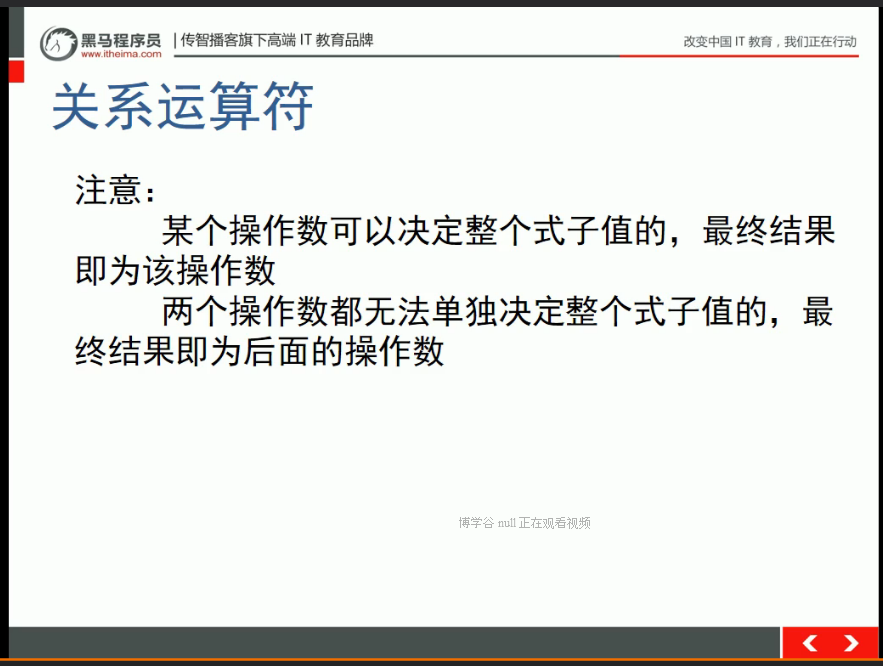 黑马程序员 | 传智播客旗下高端 IT 教育品牌
www.itheima.com
改变中国 IT 教育，我们正在行动
关系运算符
注意：
某个操作数可以决定整个式子值的，最终结果
即为该操作数
两个操作数都无法单独决定整个式子值的，最
终结果即为后面的操作数
博学谷 null 正在观看视频